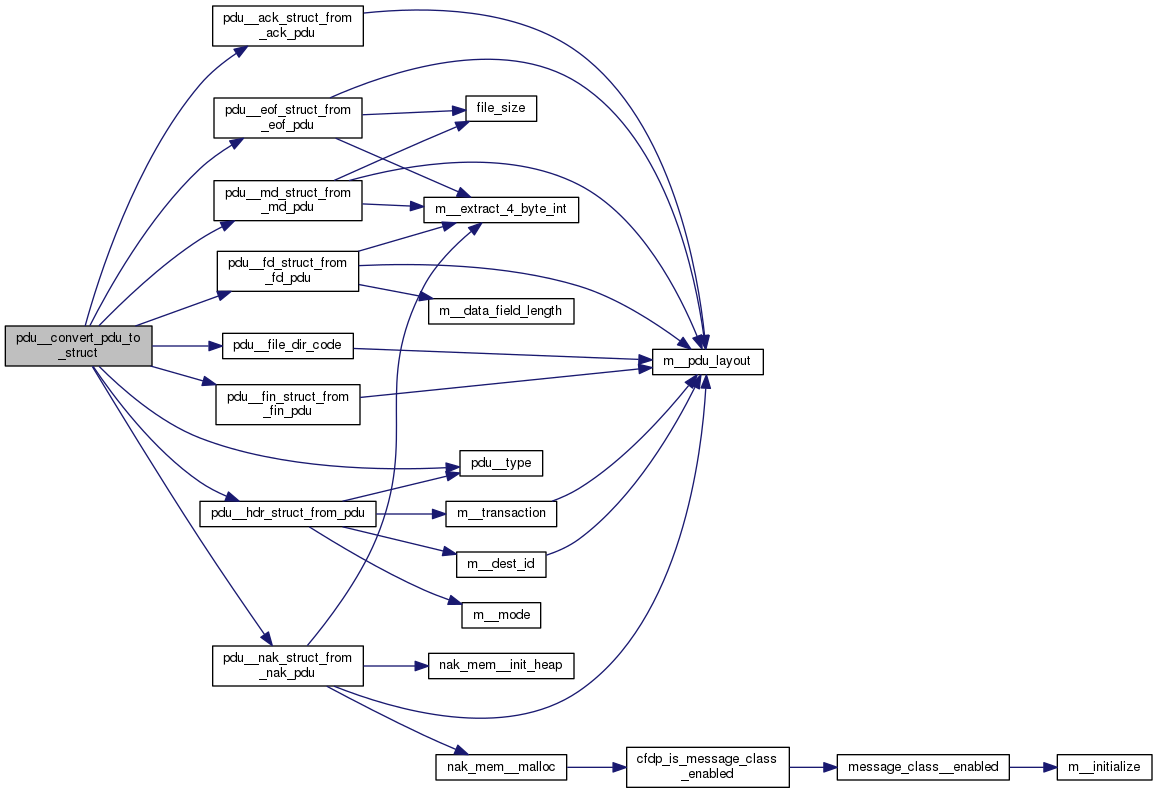 pdu__ack_struct_from
_ack_pdu
pdu__eof_struct_from
_eof_pdu
file_size
pdu__md_struct_from
_md_pdu
m__extract_4_byte_int
pdu__fd_struct_from
_fd_pdu
m__data_field_length
pdu__convert_pdu_to
_struct
pdu__file_dir_code
m__pdu_layout
pdu__fin_struct_from
_fin_pdu
pdu__type
pdu__hdr_struct_from_pdu
m__transaction
m__dest_id
m__mode
pdu__nak_struct_from
_nak_pdu
nak_mem__init_heap
nak_mem__malloc
cfdp_is_message_class
_enabled
message_class__enabled
m__initialize